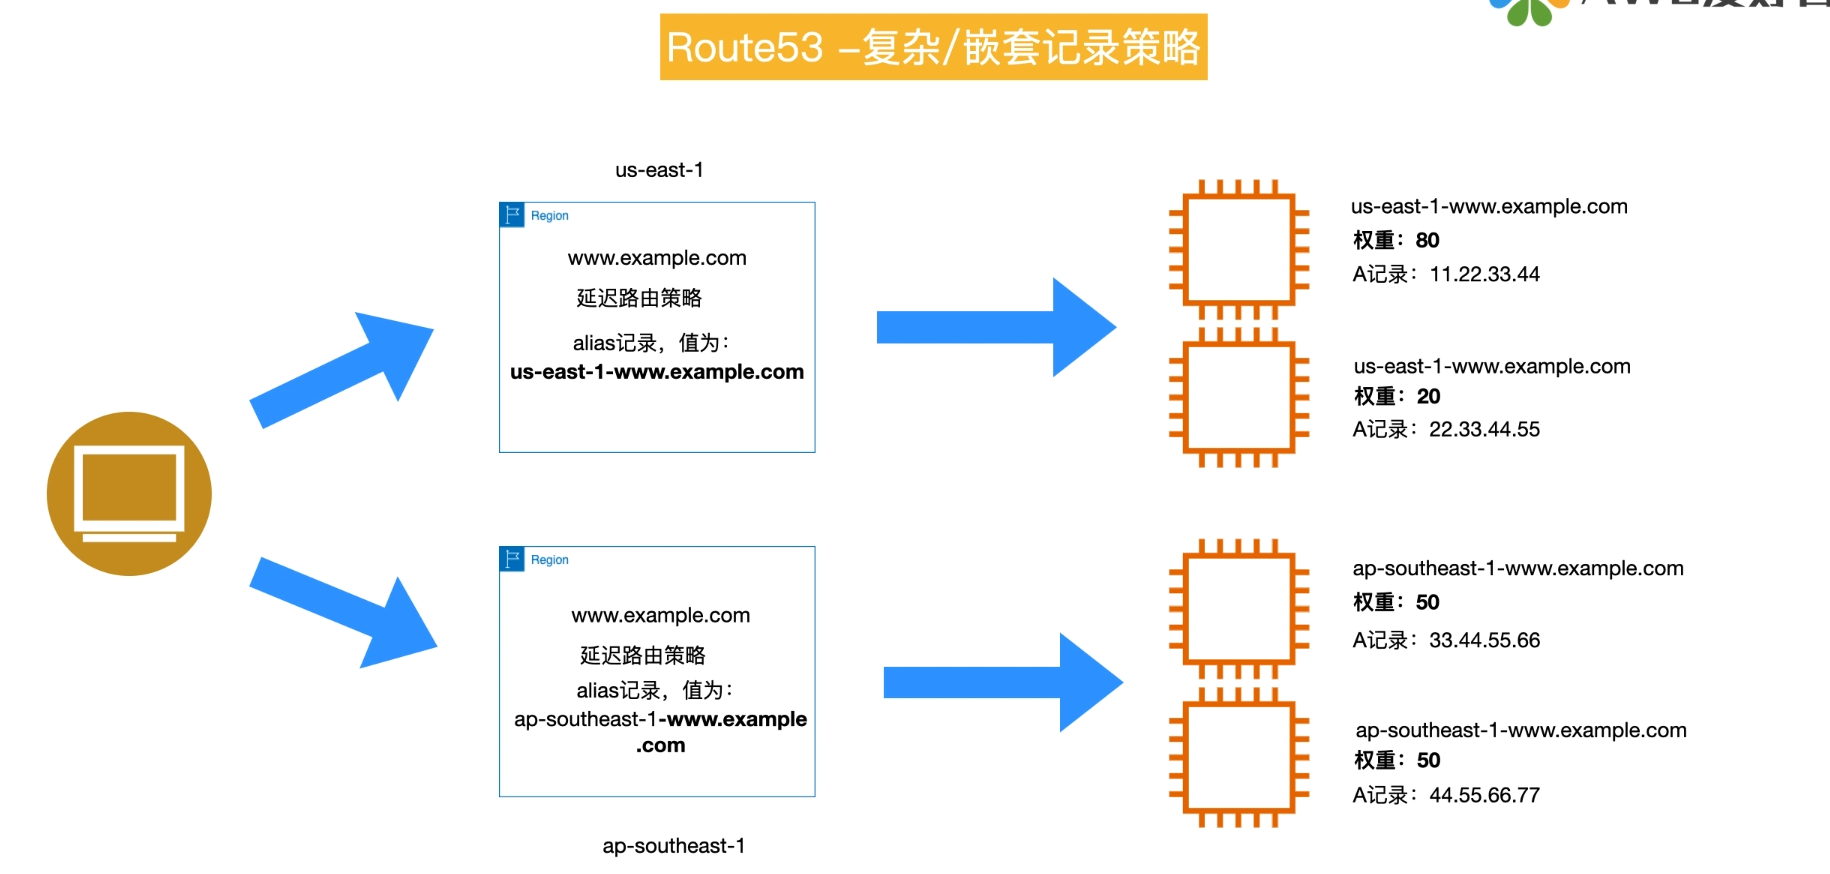 Route53 –复杂/嵌套记录策略
us-east-1
Region
www.example.com
延迟路由策略
alias记录，值为：
us-east-1-www.example.com
us-east-1-www.example.com
权重：80
A记录：11.22.33.44
us-east-1-www.example.com
权重：20
A记录：22.33.44.55
Region
www.example.com
延迟路由策略
alias记录，值为：
ap-southeast-1-www.example
.com
ap-southeast-1
ap-southeast-1-www.example.com
权重：50
A记录：33.44.55.66
ap-southeast-1-www.example.com
权重：50
A记录：44.55.66.77